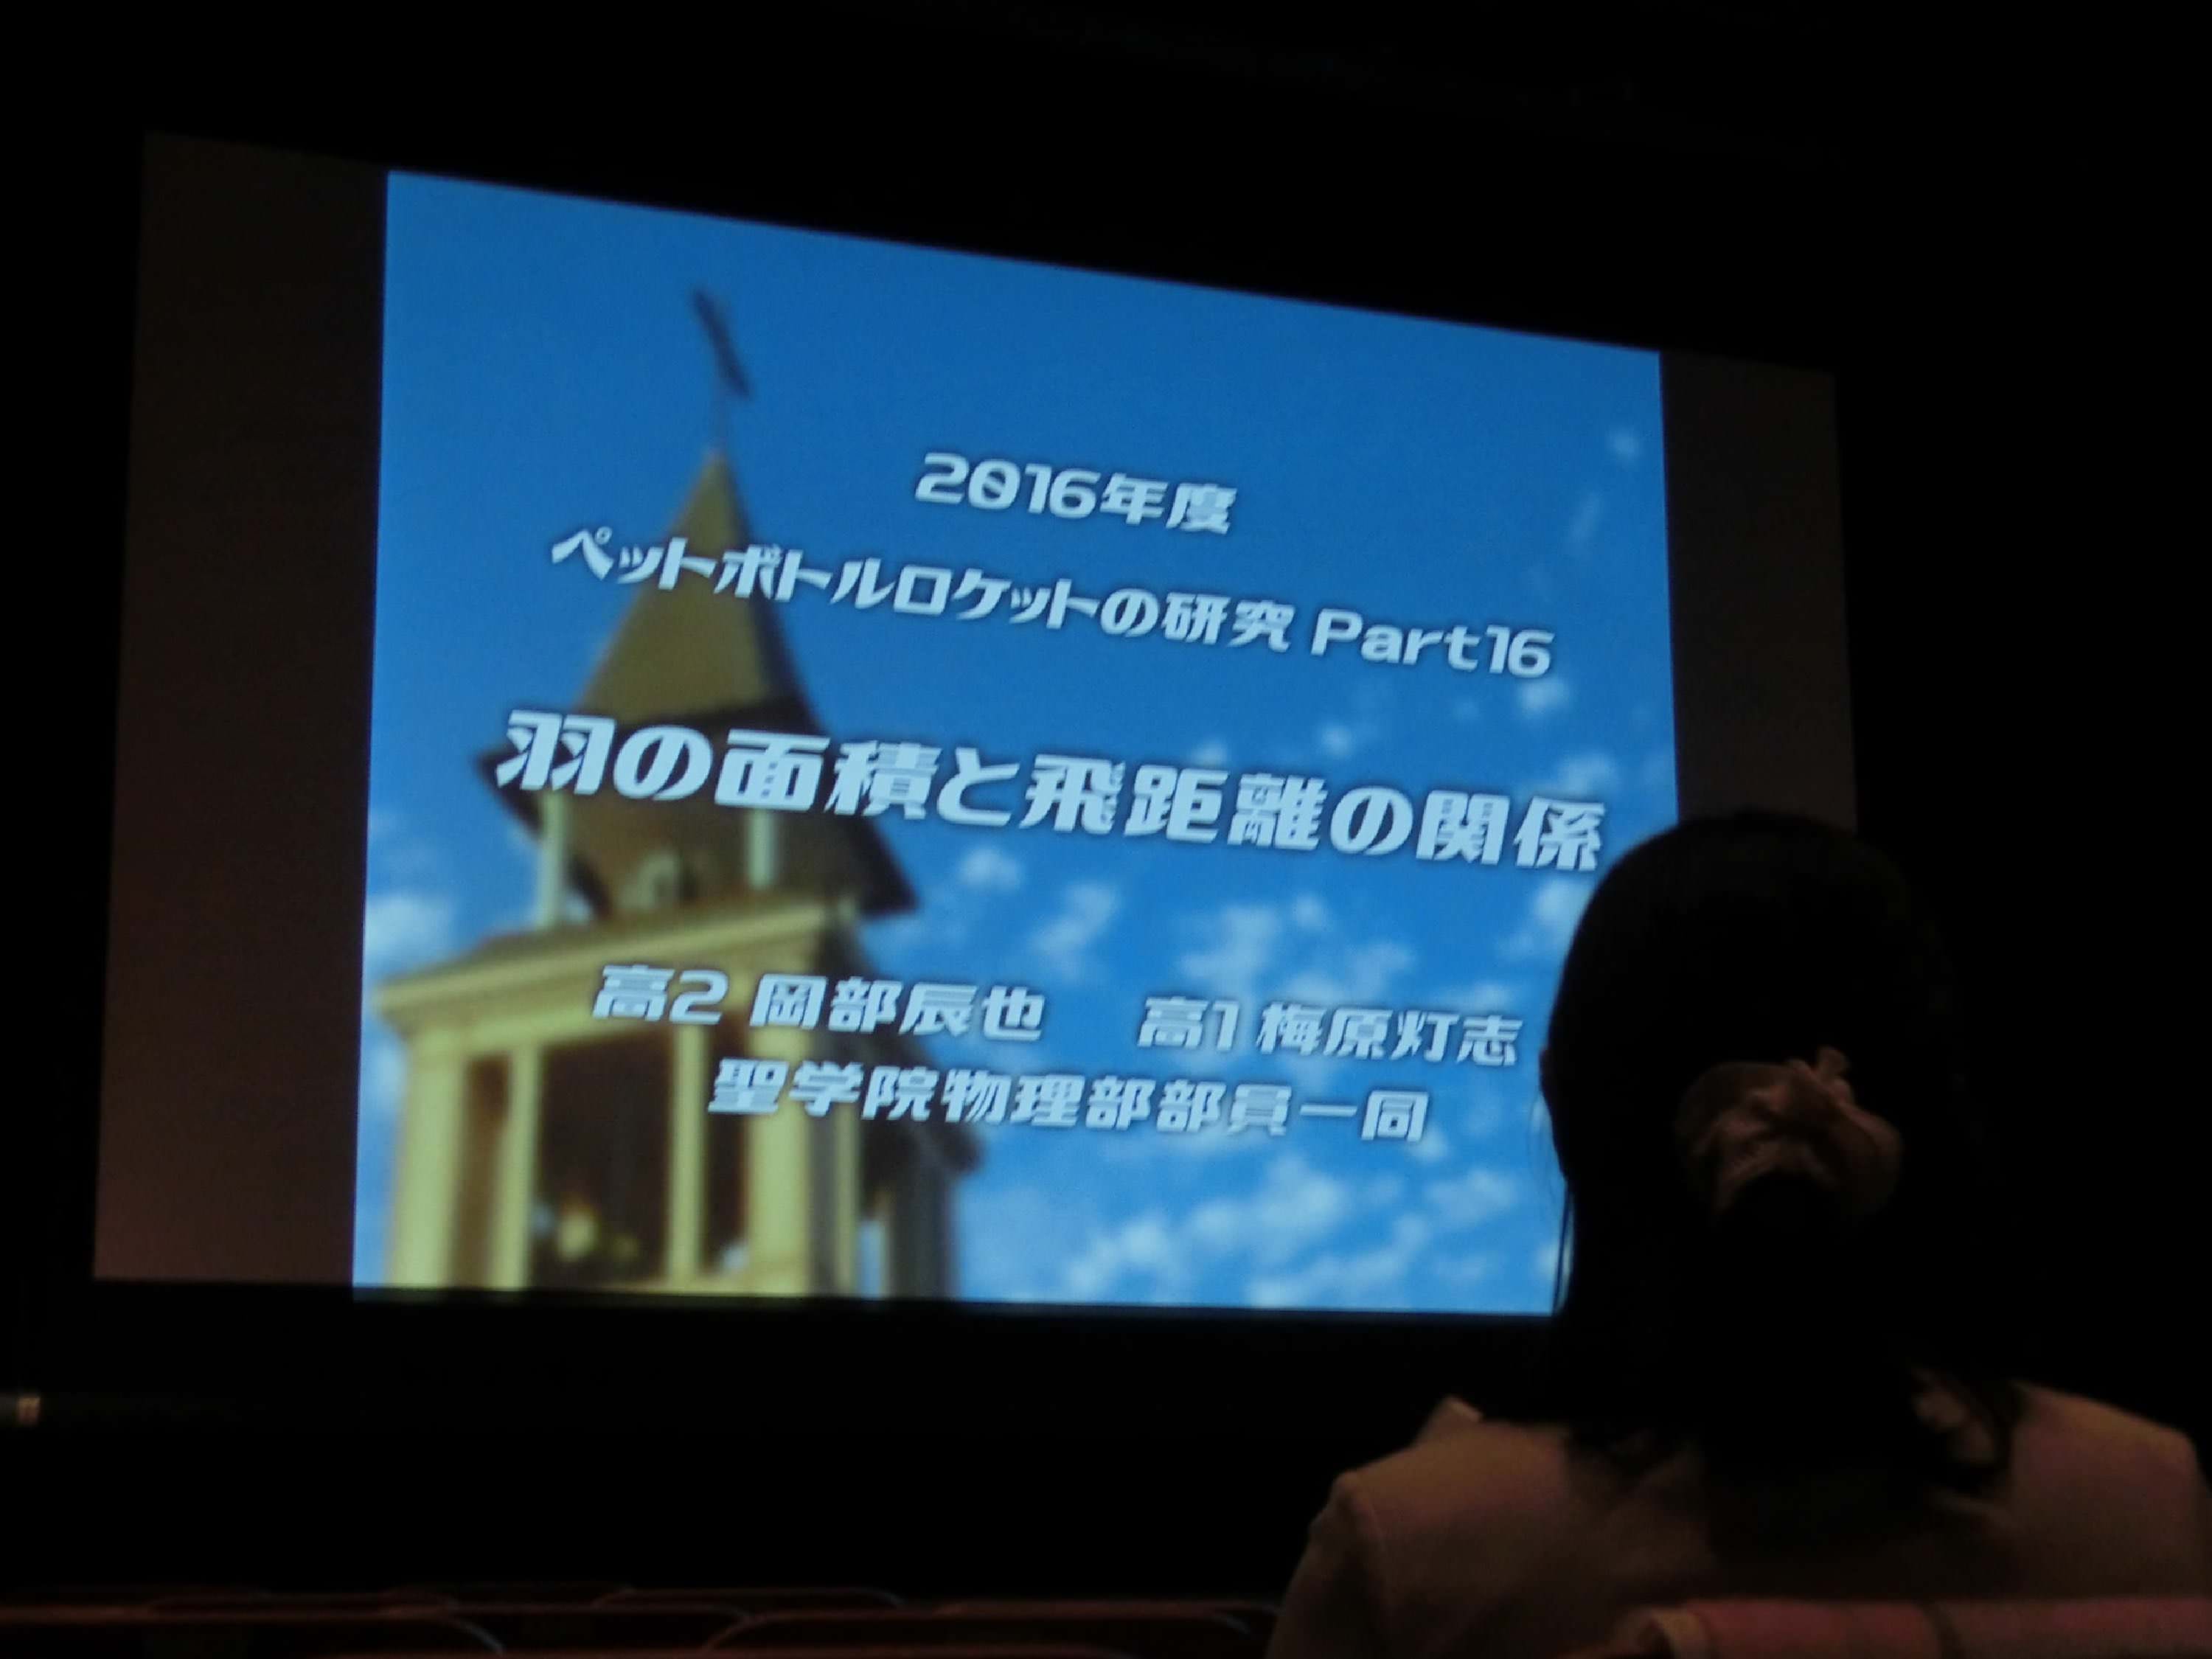 2016年度
ペットボトルロケットの研究 Part16
羽の面積と飛距離の関係
高2 岡部辰也 高1 梅原灯志
聖学院物理部部員一同